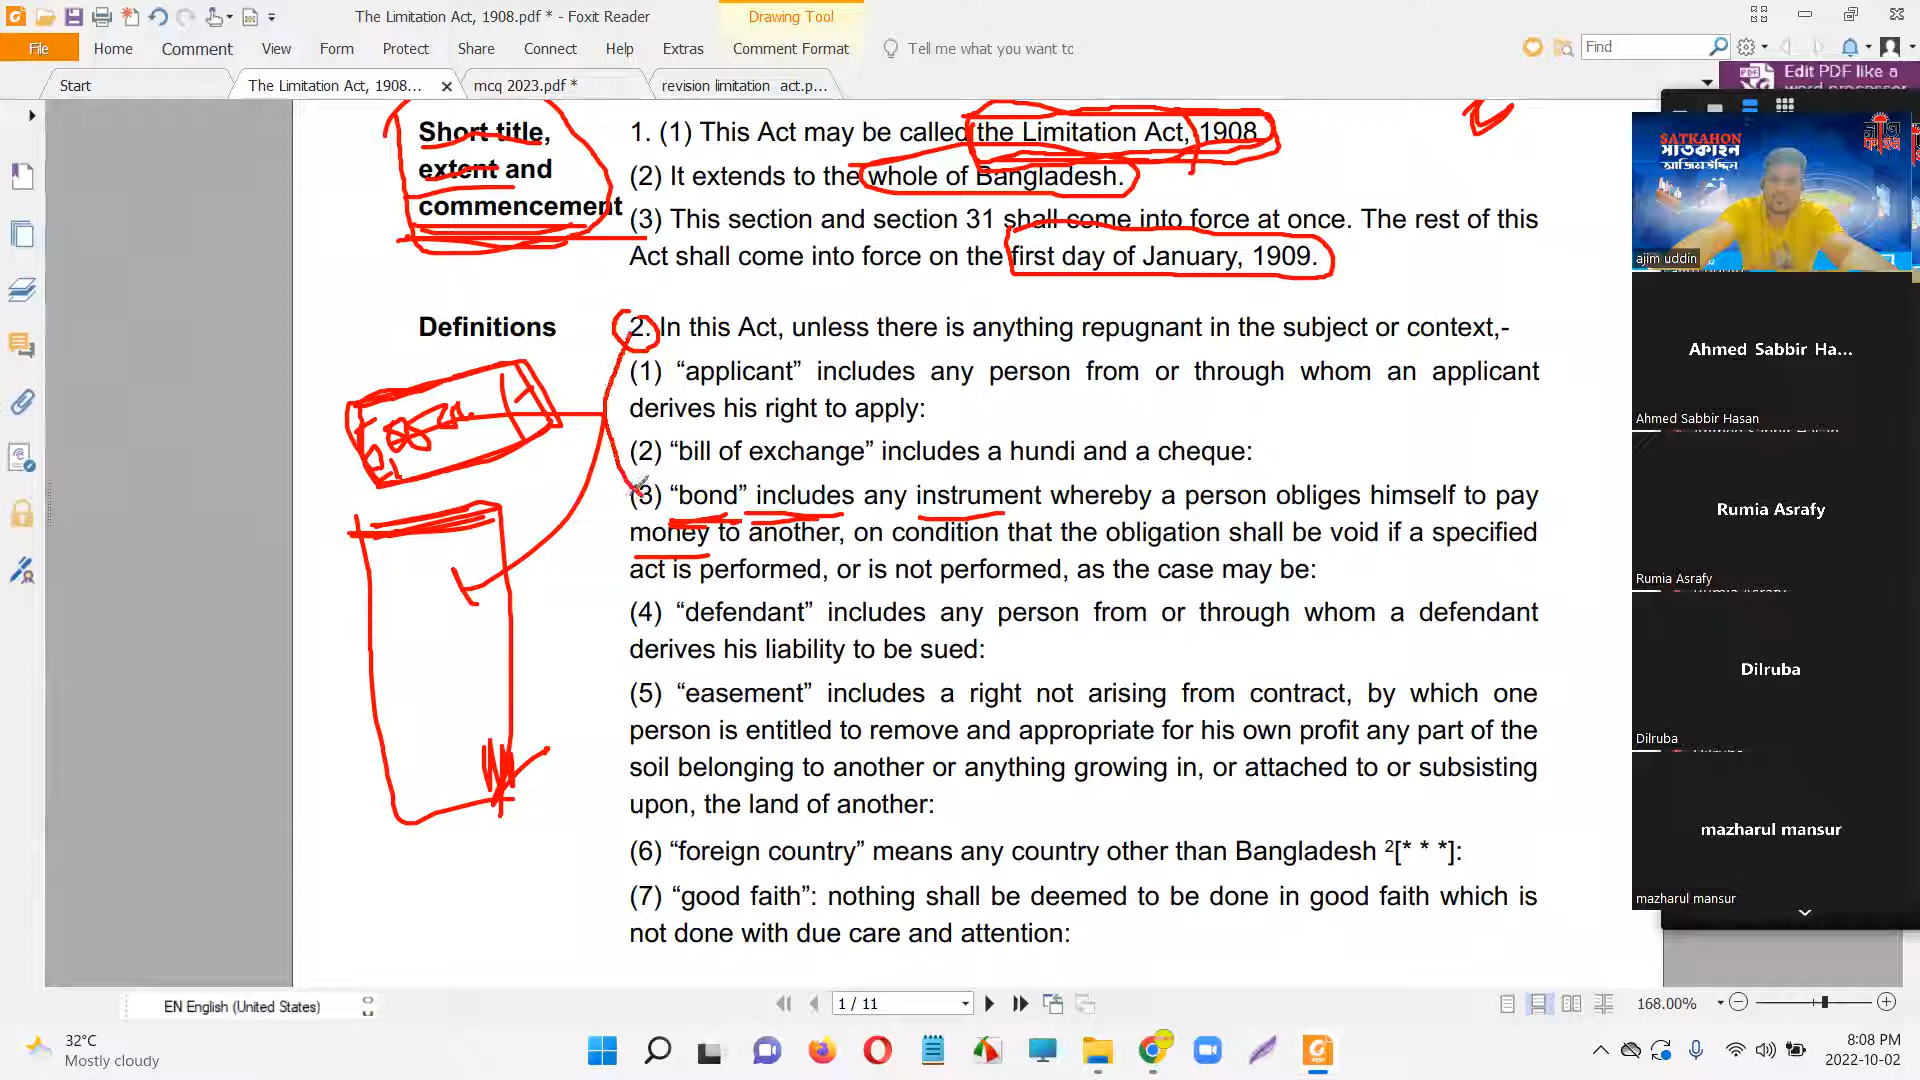 The Limitation Act, 1908.pdf * - Foxit Reader
Drawing Tool
File
Home
Comment
View
Form
Protect
Share
Connect
Help
Extras
Comment Format
Tell me what you want to
Find
Start
The Limitation Act, 1908...
mcq 2023.pdf *
revision limitation act.p...
Edit PDF like a
word processor
Short title,
extent and
commencement
1. (1) This Act may be called the Limitation Act, 1908
(2) It extends to the whole of Bangladesh.
(3) This section and section 31 shall come into force at once. The rest of this
Act shall come into force on the first day of January, 1909.
Definitions
2. In this Act, unless there is anything repugnant in the subject or context,-
(1) “applicant” includes any person from or through whom an applicant
derives his right to apply:
(2) “bill of exchange” includes a hundi and a cheque:
(3) “bond” includes any instrument whereby a person obliges himself to pay
money to another, on condition that the obligation shall be void if a specified
act is performed, or is not performed, as the case may be:
(4) “defendant” includes any person from or through whom a defendant
derives his liability to be sued:
(5) “easement” includes a right not arising from contract, by which one
person is entitled to remove and appropriate for his own profit any part of the
soil belonging to another or anything growing in, or attached to or subsisting
upon, the land of another:
(6) “foreign country” means any country other than Bangladesh 2[* * *]:
(7) “good faith”: nothing shall be deemed to be done in good faith which is
not done with due care and attention:
SATKAHON
সাতকাহন
আজিম উদ্দিন
ajim uddin
Ahmed Sabbir Ha...
Ahmed Sabbir Hasan
Rumia Asrafy
Rumia Asrafy
Dilruba
Dilruba
mazharul mansur
mazharul mansur
EN English (United States)
1 / 11
168.00%
32°C
Mostly cloudy
8:08 PM
2022-10-02